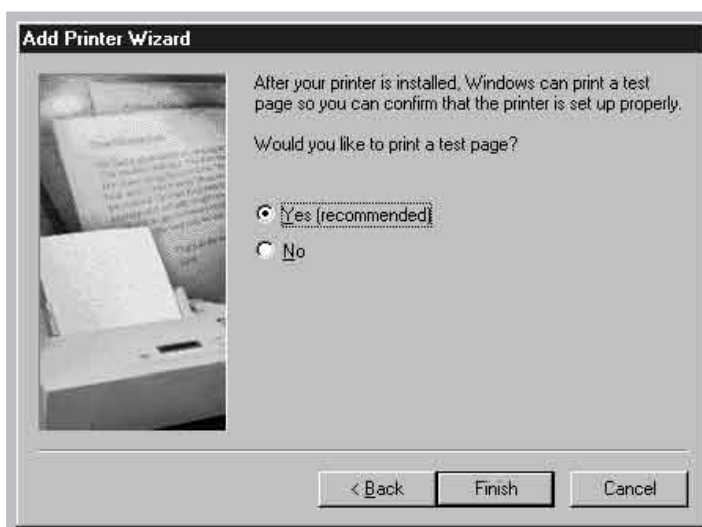 Add Printer Wizard
After your printer is installed, Windows can print a test
page so you can confirm that the printer is set up properly.
Would you like to print a test page?
Yes (recommended)
No
< Back
Finish
Cancel